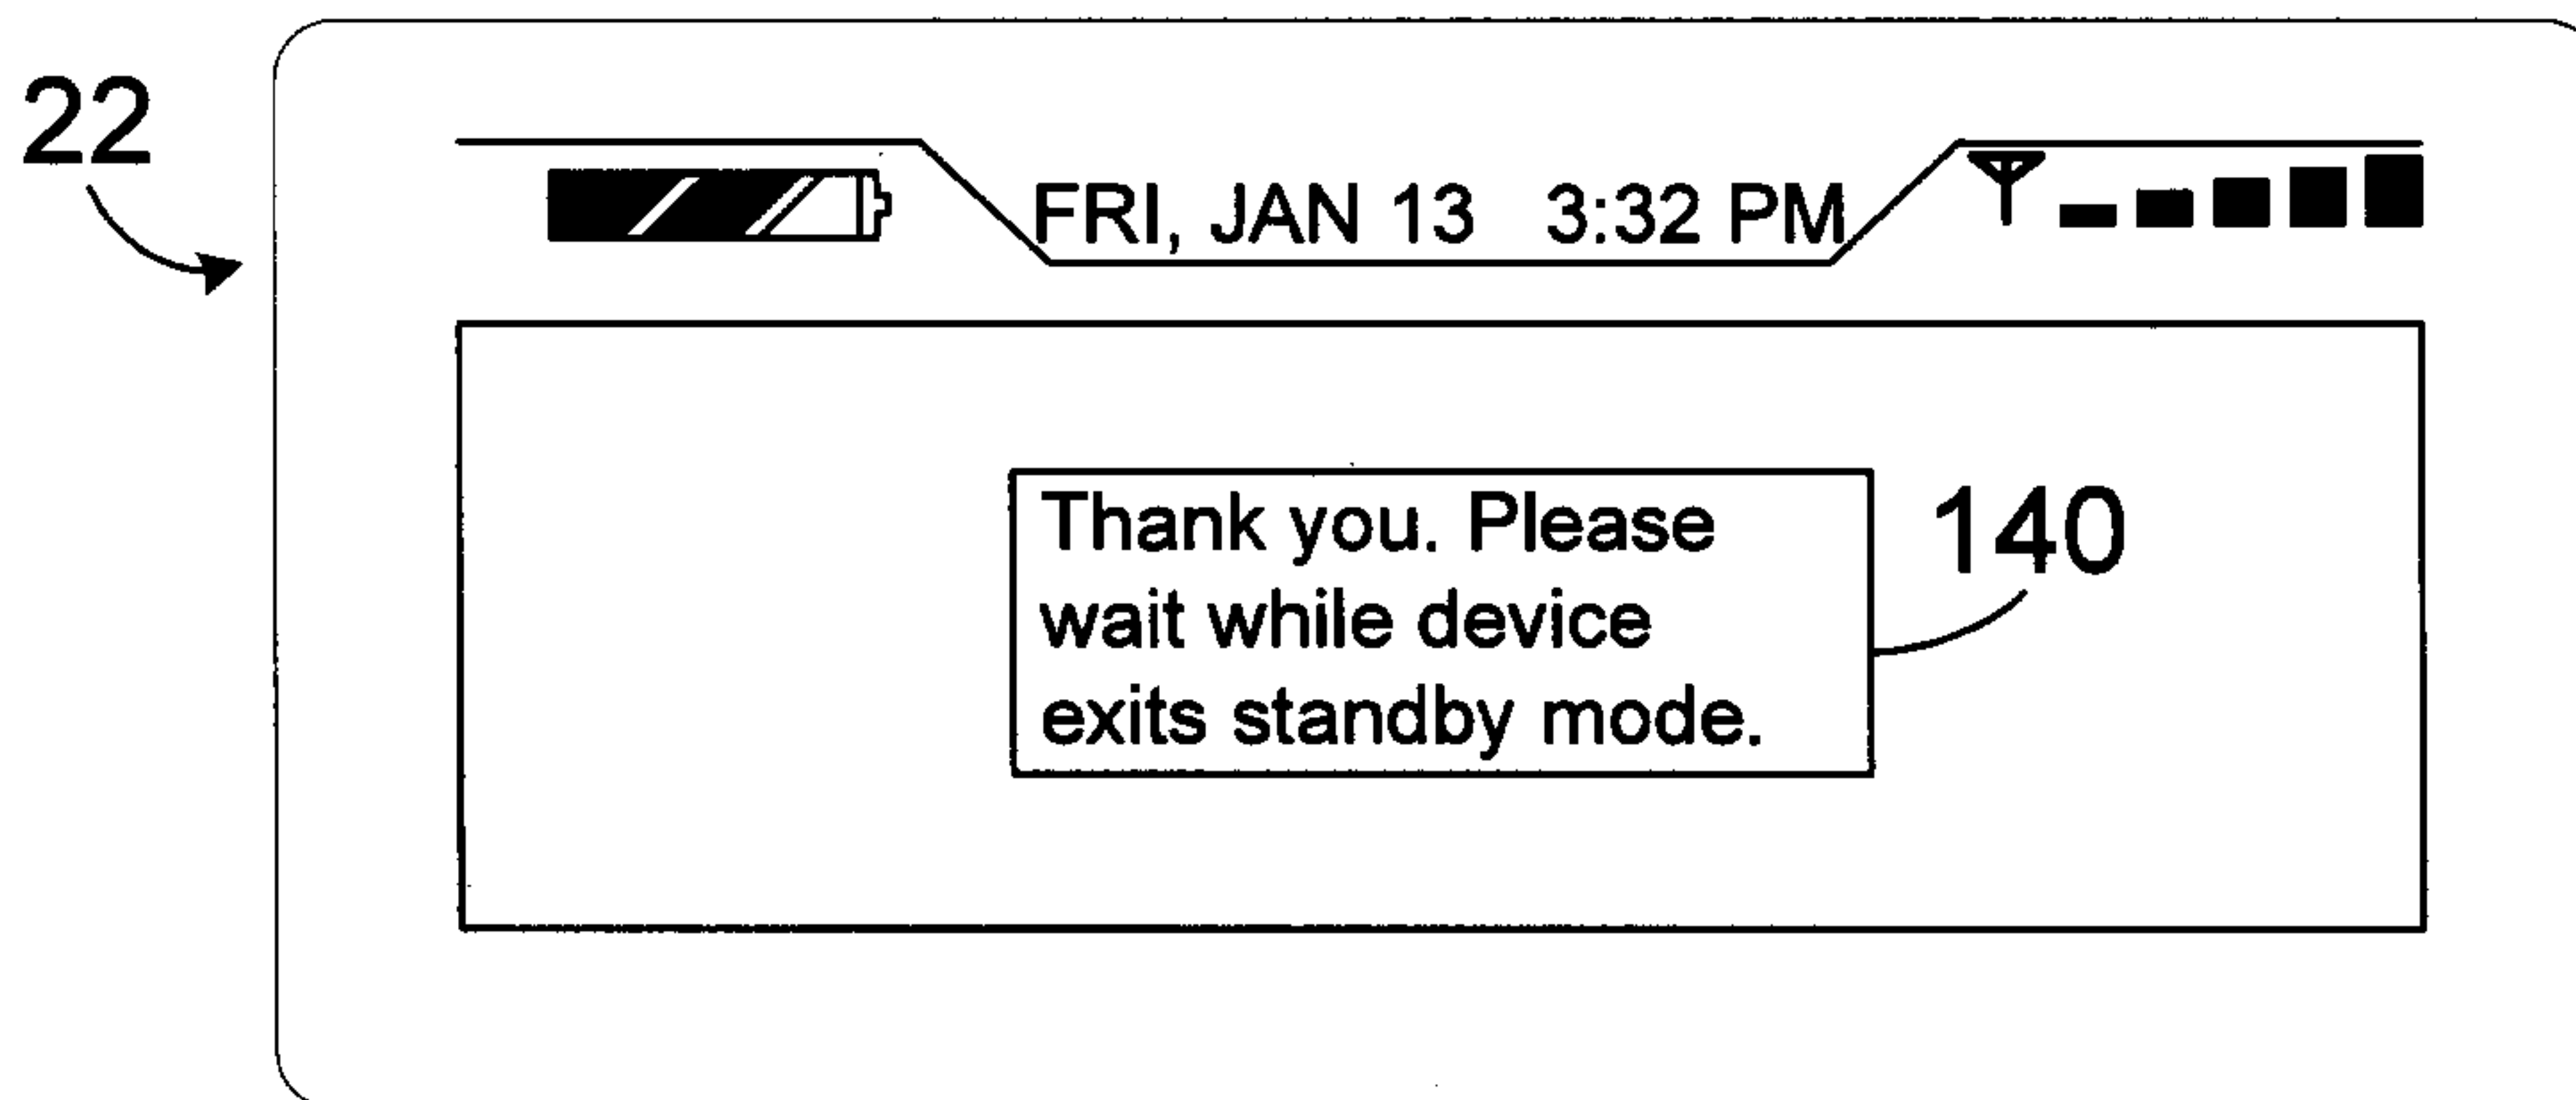 22
FRI, JAN 13 3:32 PM
Thank you. Please
wait while device
exits standby mode.
140